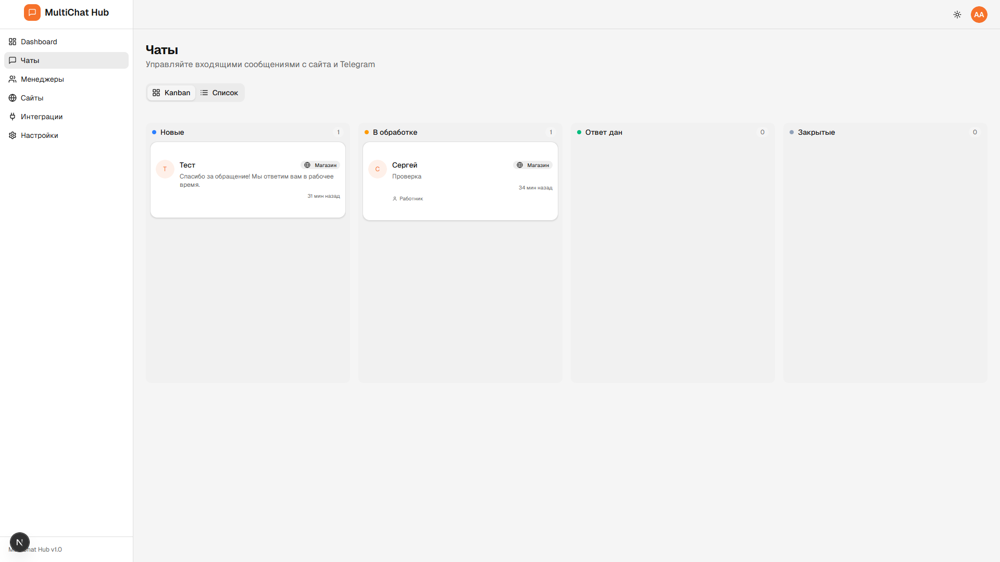 MultiChat Hub
AA
Dashboard
Чаты
Менеджеры
Сайты
Интеграции
Настройки
Чаты
Управляйте входящими сообщениями с сайта и Telegram
Kanban
Список
Новые 1
Т
Тест
Магазин
Спасибо за обращение! Мы ответим вам в рабочее
время.
31 мин назад
В обработке 1
С
Сергей
Магазин
Проверка
34 мин назад
Работник
Ответ дан 0
Закрытые 0
N
Hub v1.0